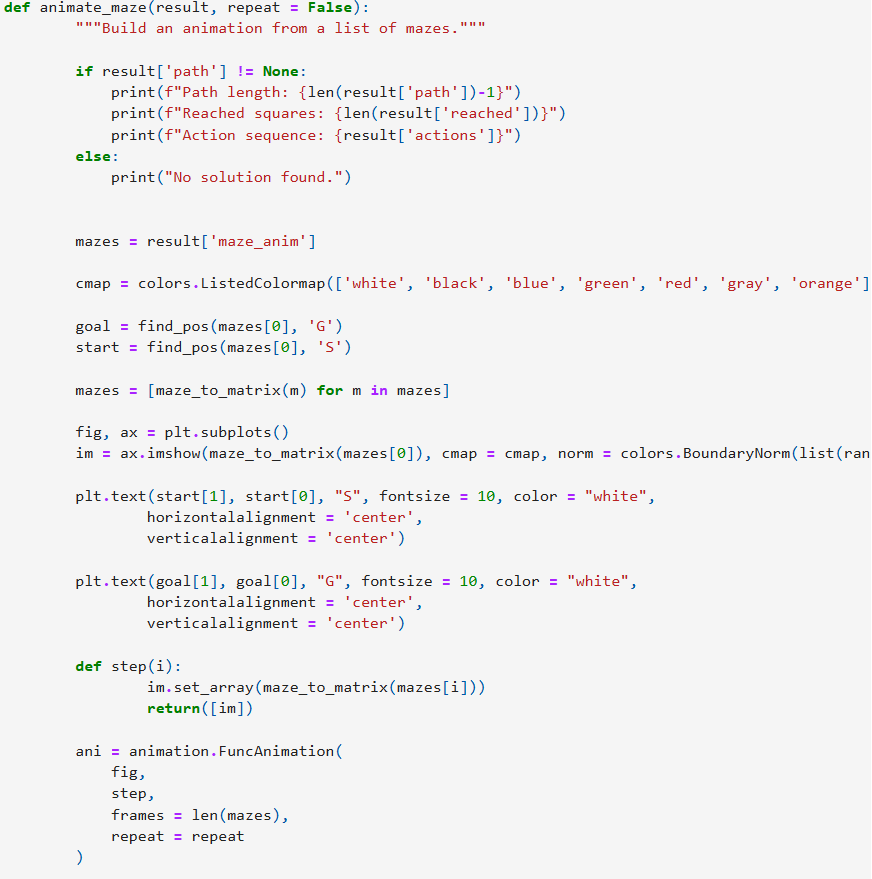 def animate_maze(result, repeat = False):
"""Build an animation from a list of mazes."""
if result['path'] != None:
print(f"Path length: {len(result['path'])-1}")
print(f"Reached squares: {len(result['reached'])}")
print(f"Action sequence: {result['actions']}")
else:
print("No solution found.")
mazes = result['maze_anim']
cmap = colors.ListedColormap(['white', 'black', 'blue', 'green', 'red', 'gray', 'orange']
goal = find_pos(mazes[0], 'G')
start = find_pos(mazes[0], 'S')
mazes = [maze_to_matrix(m) for m in mazes]
fig, ax = plt.subplots()
im = ax.imshow(maze_to_matrix(mazes[0]), cmap = cmap, norm = colors.BoundaryNorm(list(ran
plt.text(start[1], start[0], "S", fontsize = 10, color = "white",
horizontalalignment = 'center',
verticalalignment = 'center')
plt.text(goal[1], goal[0], "G", fontsize = 10, color = "white",
horizontalalignment = 'center',
verticalalignment = 'center')
def step(i):
im.set_array(maze_to_matrix(mazes[i]))
return([im])
ani = animation.FuncAnimation(
fig,
step,
frames = len(mazes),
repeat = repeat
)